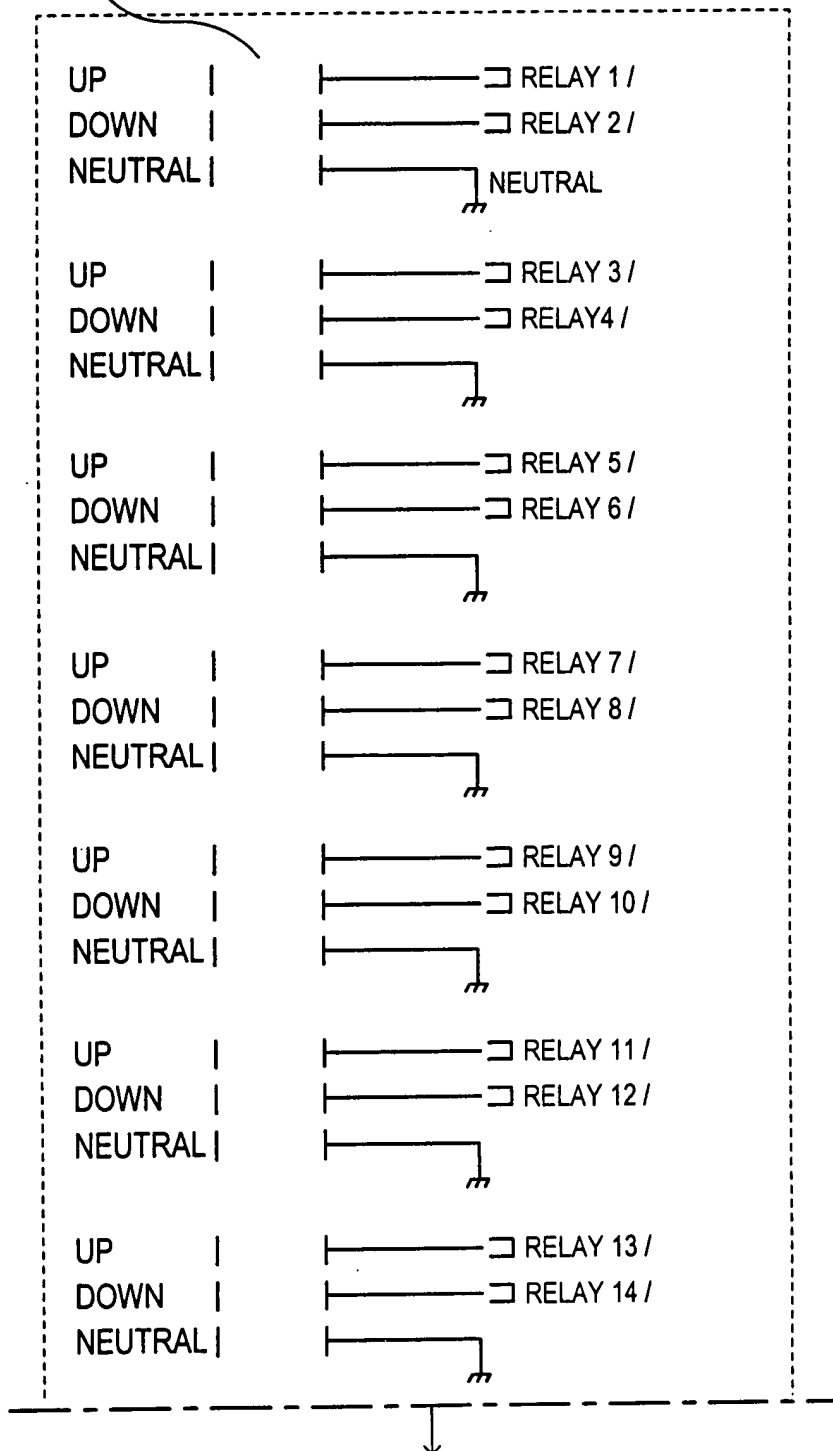 UP | RELAY 1 /
DOWN | RELAY 2 /
NEUTRAL | NEUTRAL
UP | RELAY 3 /
DOWN | RELAY4 /
NEUTRAL |
UP | RELAY 5 /
DOWN | RELAY 6 /
NEUTRAL |
UP | RELAY 7 /
DOWN | RELAY 8 /
NEUTRAL |
UP | RELAY 9 /
DOWN | RELAY 10 /
NEUTRAL |
UP | RELAY 11 /
DOWN | RELAY 12 /
NEUTRAL |
UP | RELAY 13 /
DOWN | RELAY 14 /
NEUTRAL |